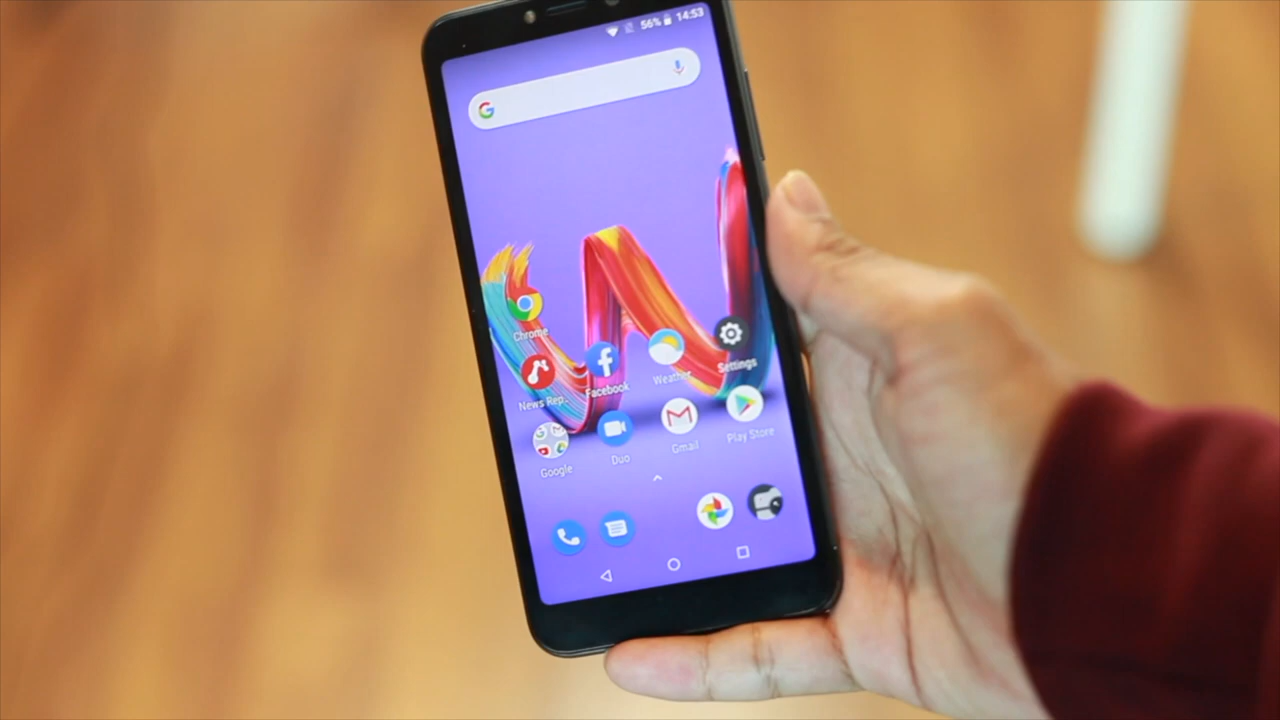 56% 14:53
G
Chrome
News Rep..
Facebook
Weather
Settings
Google
Duo
Gmail
Play Store